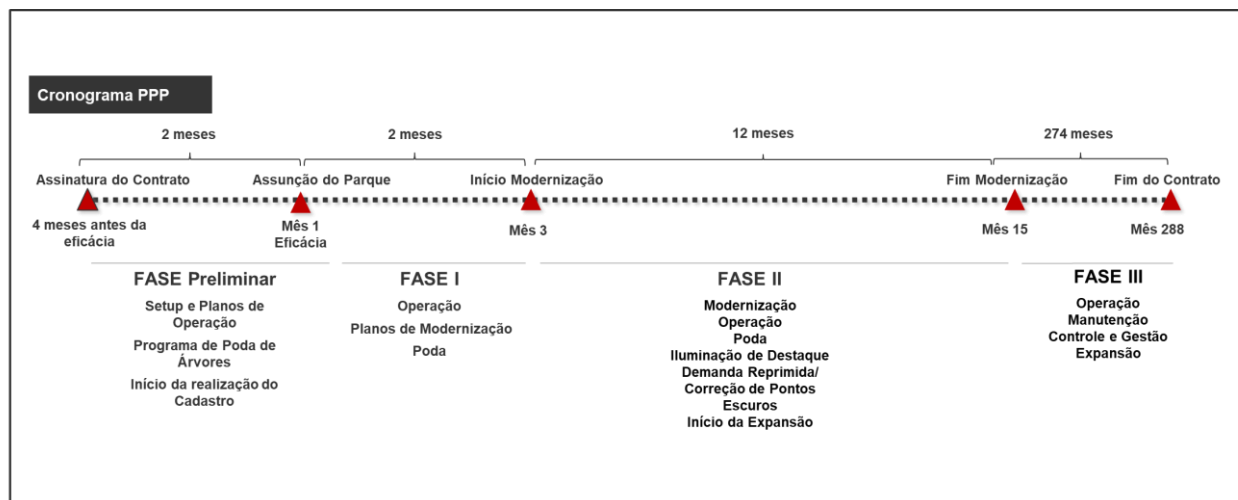 Cronograma PPP
2 meses
2 meses
12 meses
274 meses
Assinatura do Contrato
Assunção do Parque
Início Modernização
Fim Modernização
Fim do Contrato
4 meses antes da
eficácia
Mês 1
Eficácia
Mês 3
Mês 15
Mês 288
FASE Preliminar
Setup e Planos de
Operação
Programa de Poda de
Árvores
Início da realização do
Cadastro
FASE I
Operação
Planos de Modernização
Poda
FASE II
Modernização
Operação
Poda
Iluminação de Destaque
Demanda Reprimida/
Correção de Pontos
Escuros
Início da Expansão
FASE III
Operação
Manutenção
Controle e Gestão
Expansão